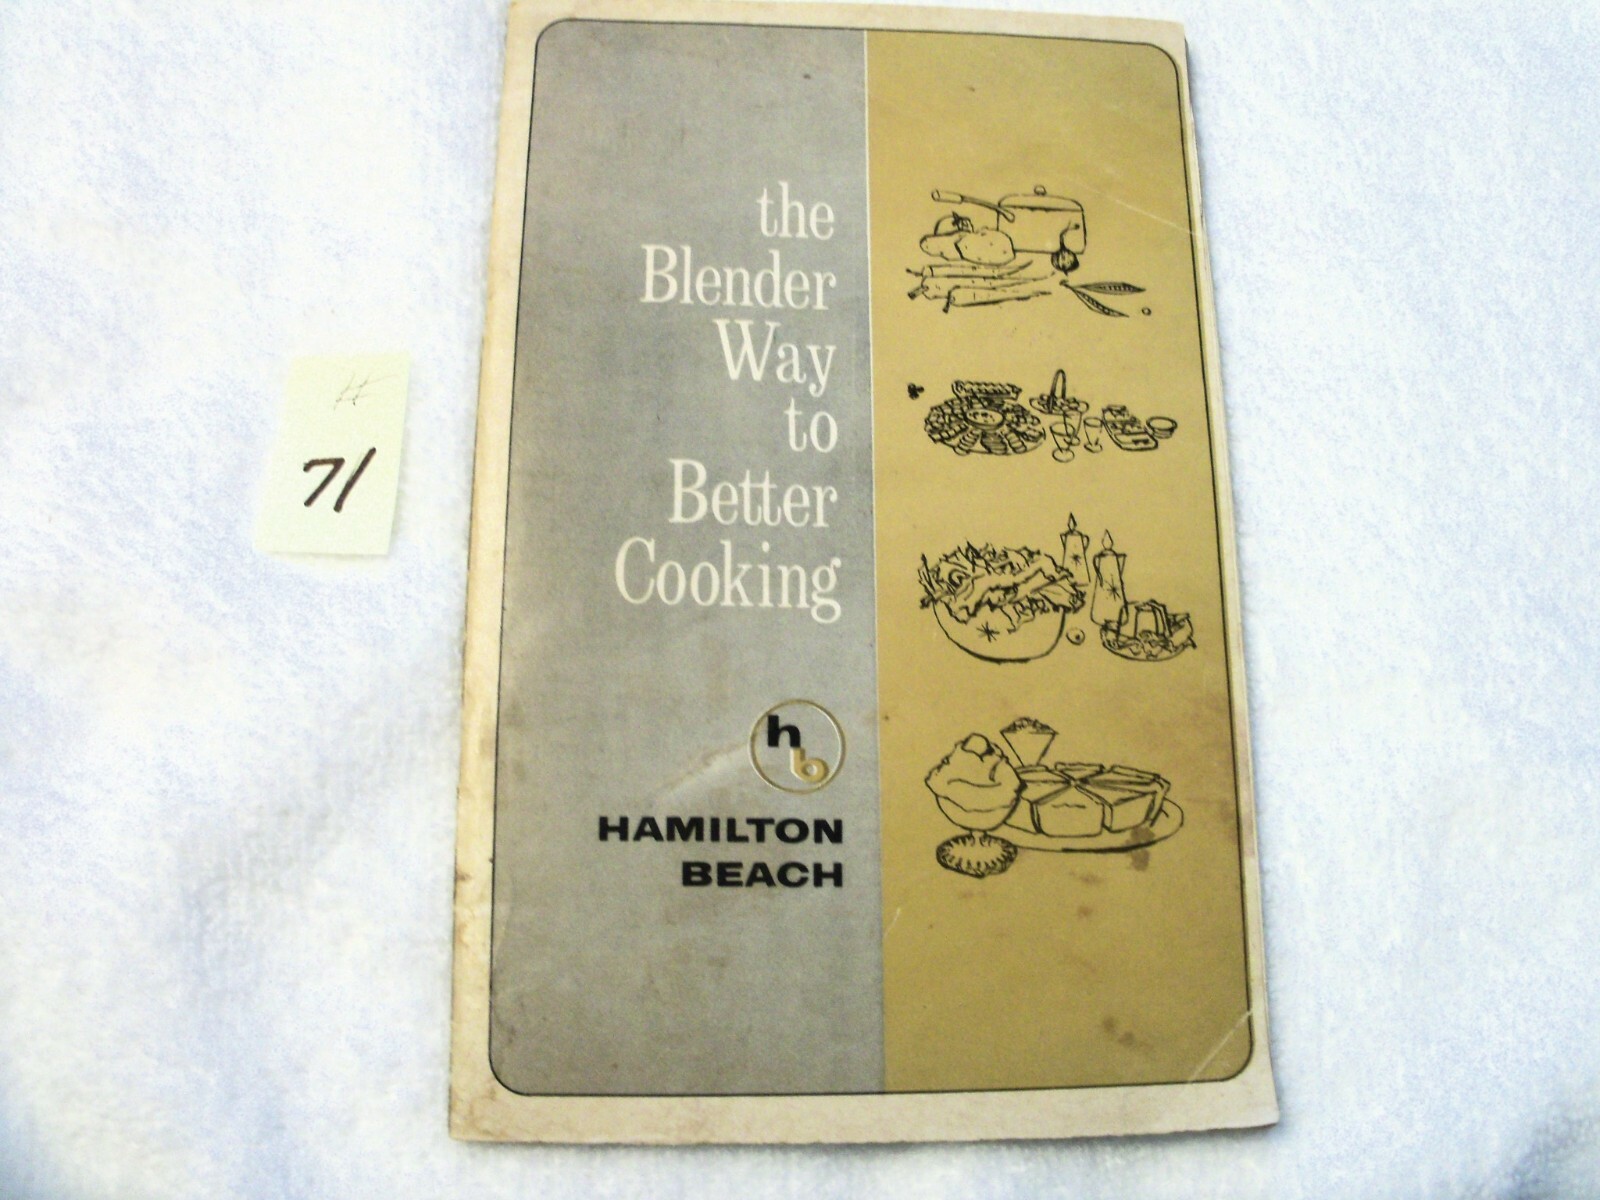 the
Blender
Way
to
Better
Cooking
hb
HAMILTON
BEACH
#
71